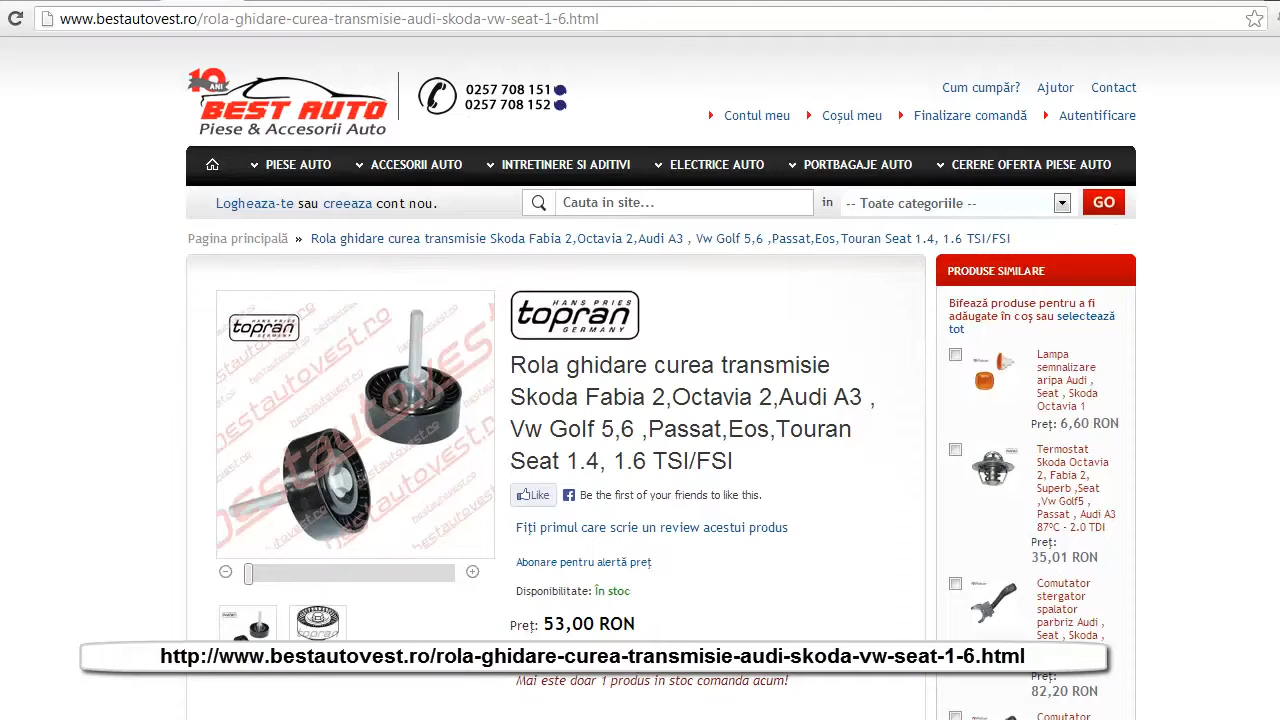 www.bestautovest.ro/rola-ghidare-curea-transmisie-audi-skoda-vw-seat-1-6.html
10 ANI
BEST AUTO
Piese & Accesorii Auto
0257 708 151
0257 708 152
Cum cumpăr? Ajutor Contact
Contul meu Coșul meu Finalizare comandă Autentificare
PIESE AUTO ACCESORII AUTO INTRETINERE SI ADITIVI ELECTRICE AUTO PORTBAGAJE AUTO CERERE OFERTA PIESE AUTO
Logheaza-te sau creeaza cont nou.
Cauta in site... in -- Toate categoriile -- GO
Pagina principală » Rola ghidare curea transmisie Skoda Fabia 2,Octavia 2,Audi A3 , Vw Golf 5,6 ,Passat,Eos,Touran Seat 1.4, 1.6 TSI/FSI
topran
GERMANY
bestautovest.ro
HANS PRIES
topran
GERMANY
Rola ghidare curea transmisie
Skoda Fabia 2,Octavia 2,Audi A3 ,
Vw Golf 5,6 ,Passat,Eos,Touran
Seat 1.4, 1.6 TSI/FSI
Like Be the first of your friends to like this.
Fiți primul care scrie un review acestui produs
Abonare pentru alertă preț
Disponibilitate: În stoc
Preț: 53,00 RON
topran
http://www.bestautovest.ro/rola-ghidare-curea-transmisie-audi-skoda-vw-seat-1-6.html
Mai este doar 1 produs in stoc comanda acum!
PRODUSE SIMILARE
Bifează produse pentru a fi
adăugate în coș sau selectează
tot
Lampa
semnalizare
aripa Audi ,
Seat , Skoda
Octavia 1
Preț: 6,60 RON
Termostat
Skoda Octavia
2, Fabia 2,
Superb ,Seat
,Vw Golf5 ,
Passat , Audi A3
87ºC - 2.0 TDI
Preț:
35,01 RON
Comutator
stergator
spalator
parbriz Audi ,
Seat , Skoda ,
Preț:
82,20 RON
Comutator